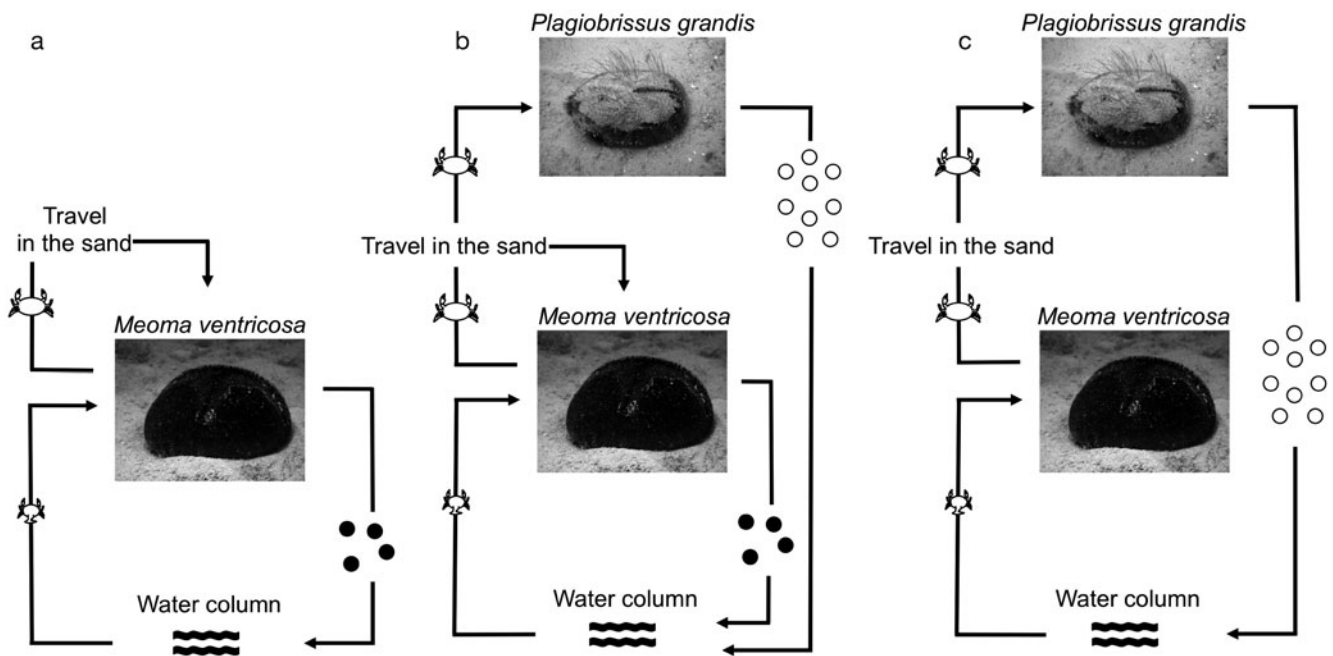 a
Travel
in the sand
Meoma ventricosa
Water column
b
Plagiobrissus grandis
Travel in the sand
Meoma ventricosa
Water column
c
Plagiobrissus grandis
Travel in the sand
Meoma ventricosa
Water column